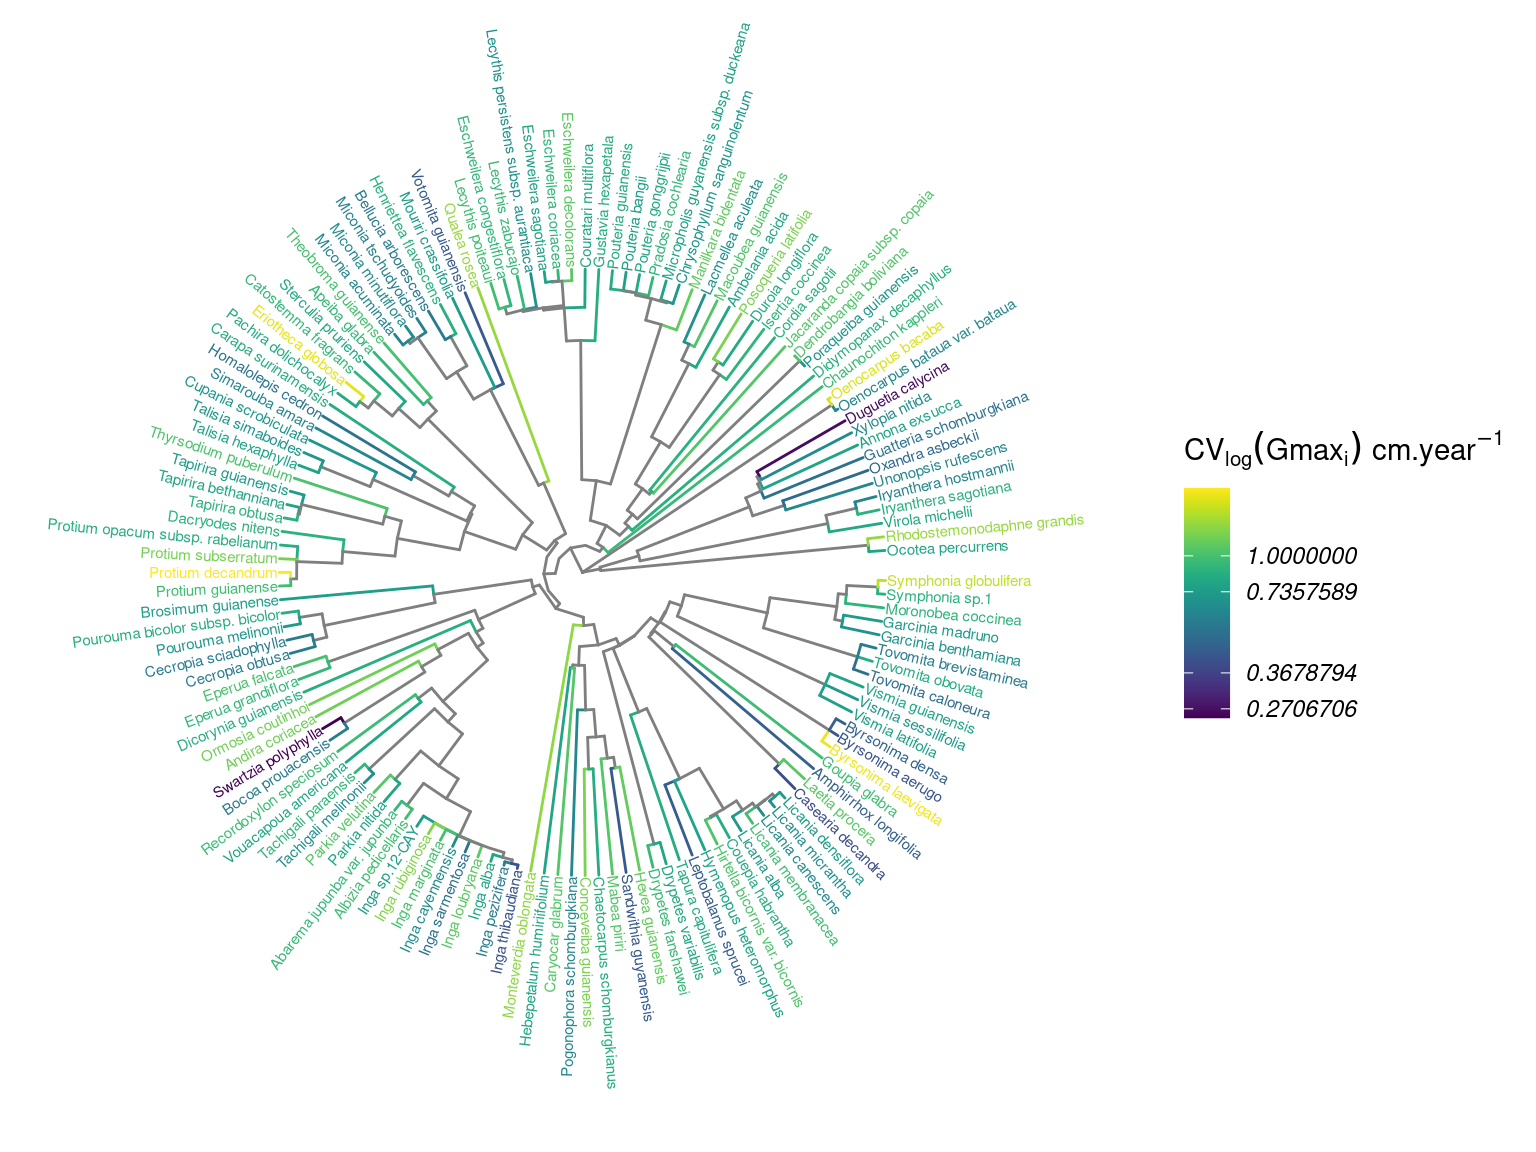 Lecythis persistens subsp. aurantiaca
Eschweilera sagotiana
Eschweilera coriacea
Eschweilera decolorans
Couratari multiflora
Gustavia hexapetala
Pouteria guianensis
Pouteria bangii
Pouteria gonggrijpii
Pradosia cochlearia
Micropholis guyanensis subsp. duckeana
Chrysophyllum sanguinolentum
Manilkara bidentata
Lacmellea aculeata
Macoubea guianensis
Ambelania acida
Posoqueria latifolia
Duroia longiflora
Isertia coccinea
Cordia sagotii
Jacaranda copaia subsp. copaia
Dendrobangia boliviana
Poraqueiba guianensis
Didymopanax decaphyllus
Chaunochiton kappleri
Oenocarpus bacaba
Oenocarpus bataua var. bataua
Duguetia calycina
Xylopia nitida
Annona exsucca
Guatteria schomburgkiana
Oxandra asbeckii
Unonopsis rufescens
Iryanthera hostmannii
Iryanthera sagotiana
Virola michelii
Rhodostemonodaphne grandis
Ocotea percurrens
Symphonia globulifera
Symphonia sp.1
Moronobea coccinea
Garcinia madruno
Garcinia benthamiana
Tovomita brevistaminea
Tovomita obovata
Tovomita caloneura
Vismia guianensis
Vismia sessilifolia
Vismia latifolia
Byrsonima densa
Byrsonima aerugo
Byrsonima laevigata
Goupia glabra
Amphirrhox longifolia
Laetia procera
Casearia decandra
Licania densiflora
Licania micrantha
Licania canescens
Licania membranacea
Licania alba
Couepia habrantha
Hirtella bicornis var. bicornis
Hymenopus heteromorphus
Leptobalanus sprucei
Tapura capitulifera
Drypetes variabilis
Drypetes fanshawei
Hevea guianensis
Sandwithia guyanensis
Mabea piriri
Chaetocarpus schomburgkianus
Conceveiba guianensis
Pogonophora schomburgkiana
Caryocar glabrum
Hebepetalum humiriifolium
Monteverdia oblongata
Inga thibaudiana
Inga pezizifera
Inga alba
Inga loubryana
Inga sarmentosa
Inga cayennensis
Inga marginata
Inga rubiginosa
Inga sp.12-CAY
Albizia pedicellaris
Abarema jupunba var. jupunba
Parkia nitida
Parkia velutina
Tachigali melinonii
Tachigali paraensis
Vouacapoua americana
Recordoxylon speciosum
Bocoa prouacensis
Swartzia polyphylla
Andira coriacea
Ormosia coutinhoi
Dicorynia guianensis
Eperua grandiflora
Eperua falcata
Cecropia obtusa
Cecropia sciadophylla
Pourouma melinonii
Pourouma bicolor subsp. bicolor
Brosimum guianense
Protium guianense
Protium decandrum
Protium subserratum
Protium opacum subsp. rabelianum
Dacryodes nitens
Tapirira obtusa
Tapirira bethanniana
Tapirira guianensis
Thyrsodium puberulum
Talisia hexaphylla
Talisia simaboides
Cupania scrobiculata
Simarouba amara
Homalolepis cedron
Carapa surinamensis
Pachira dolichocalyx
Eriotheca globosa
Catostemma fragrans
Sterculia pruriens
Apeiba glabra
Theobroma guianense
Miconia acuminata
Miconia minutiflora
Miconia tschudyoides
Bellucia arborescens
Henriettea flavescens
Mouriri crassifolia
Votomita guianensis
Qualea rosea
Lecythis poiteaui
Eschweilera congestiflora
Lecythis zabucajo
CVlog(Gmaxi) cm.year−1
1.0000000
0.7357589
0.3678794
0.2706706